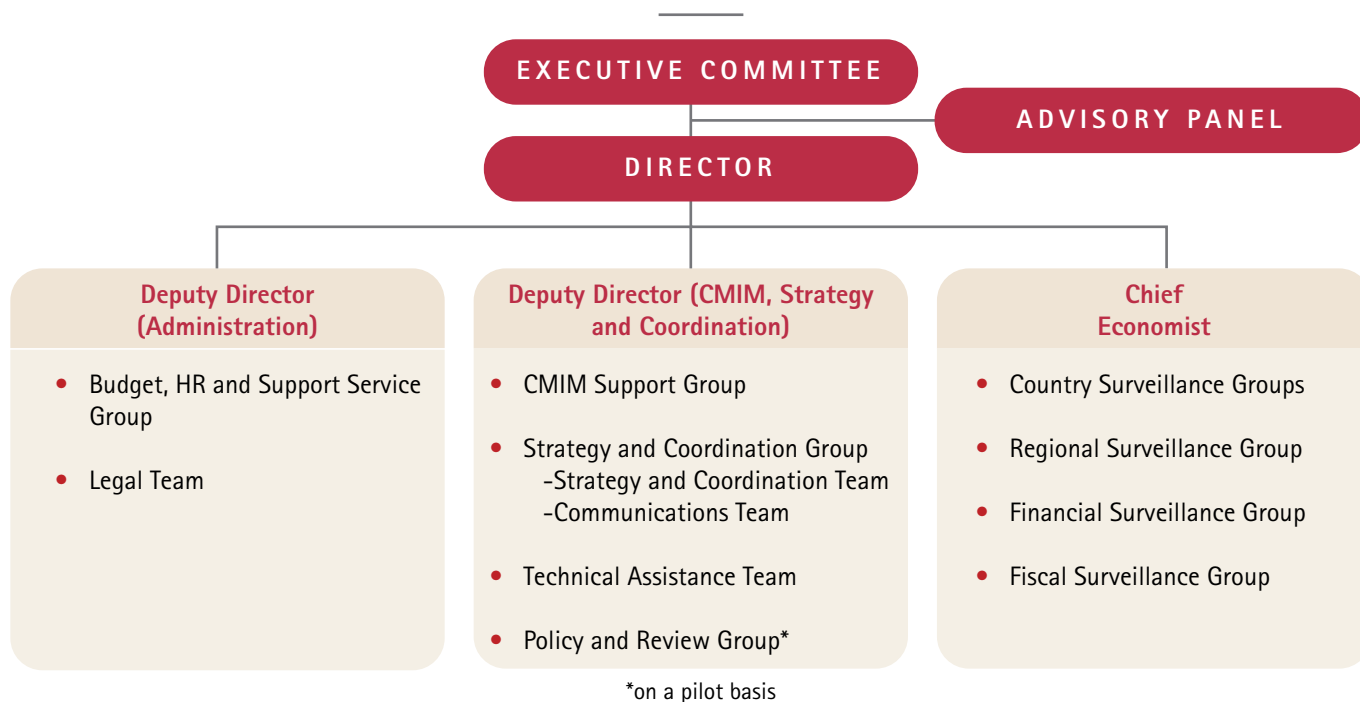 EXECUTIVE COMMITTEE
ADVISORY PANEL
DIRECTOR
Deputy Director
(Administration)
• Budget, HR and Support Service
Group
• Legal Team
Deputy Director (CMIM, Strategy
and Coordination)
• CMIM Support Group
• Strategy and Coordination Group
-Strategy and Coordination Team
-Communications Team
• Technical Assistance Team
• Policy and Review Group*
Chief
Economist
• Country Surveillance Groups
• Regional Surveillance Group
• Financial Surveillance Group
• Fiscal Surveillance Group
*on a pilot basis